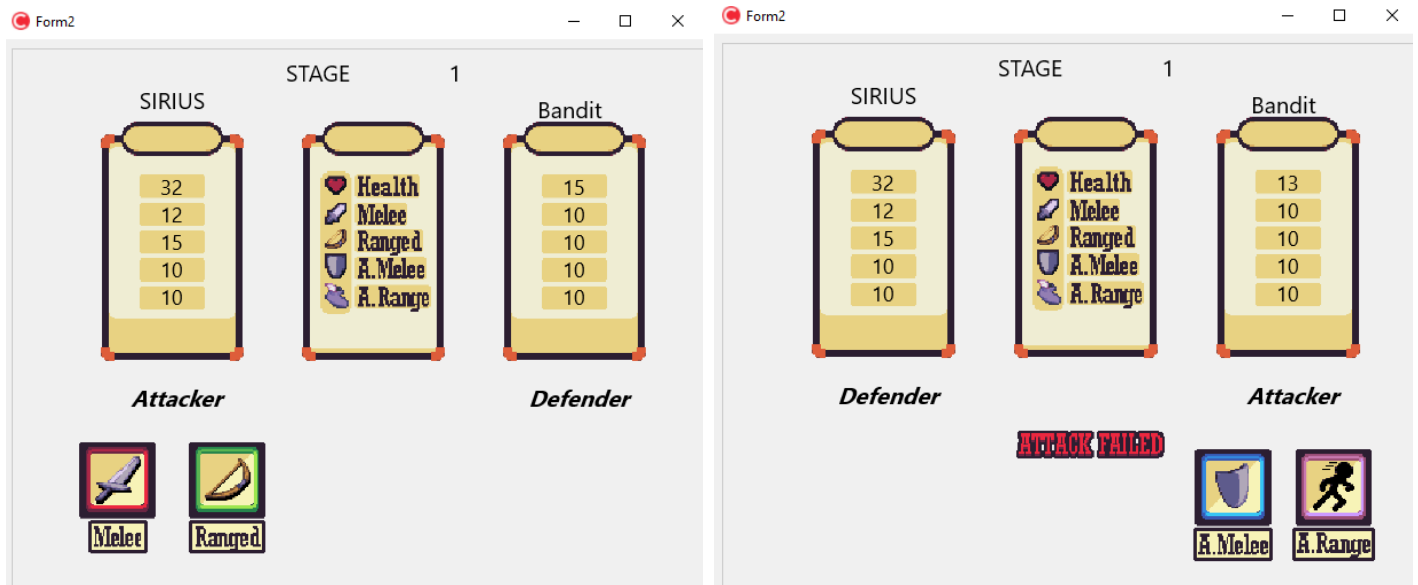 Form2
STAGE 1
SIRIUS
Bandit
32
12
15
10
10
Health
Melee
Ranged
A.Melee
A.Range
15
10
10
10
10
Attacker
Defender
Melee
Ranged
Form2
STAGE 1
SIRIUS
Bandit
32
12
15
10
10
Health
Melee
Ranged
A.Melee
A.Range
13
10
10
10
10
Defender
Attacker
ATTACK FAILED
A.Melee
A.Range